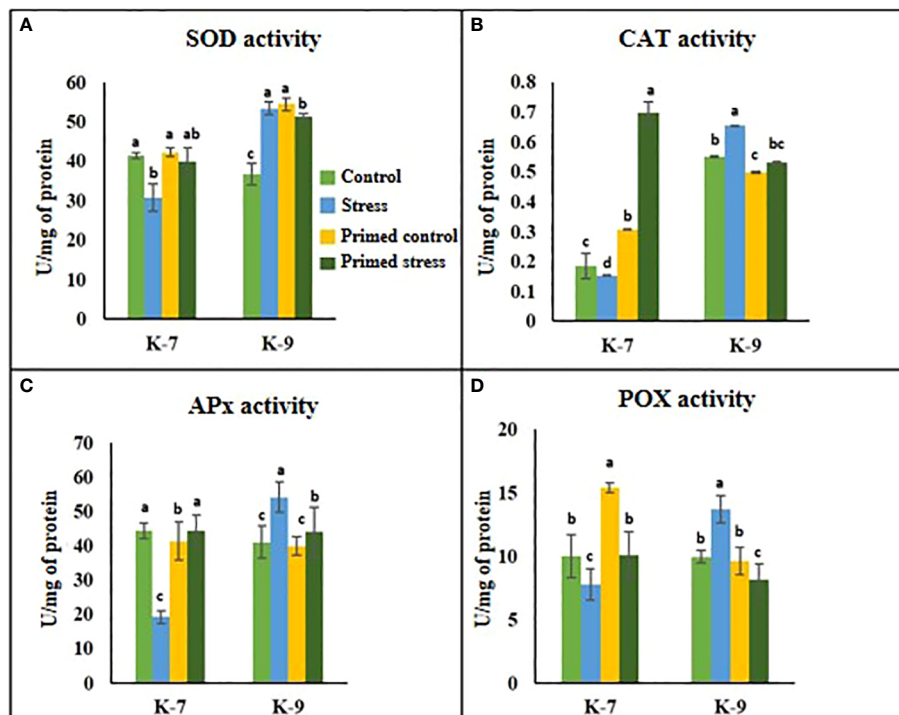 A
SOD activity
60
50
40
30
20
10
0
U/mg of protein
a
b
a
ab
c
a
a
b
K-7
K-9
Control
Stress
Primed control
Primed stress
B
CAT activity
0.8
0.7
0.6
0.5
0.4
0.3
0.2
0.1
0
U/mg of protein
c
d
b
a
b
a
c
bc
K-7
K-9
C
APx activity
70
60
50
40
30
20
10
0
U/mg of protein
a
c
b
a
c
a
c
b
K-7
K-9
D
POX activity
20
15
10
5
0
U/mg of protein
b
c
a
b
b
a
b
c
K-7
K-9